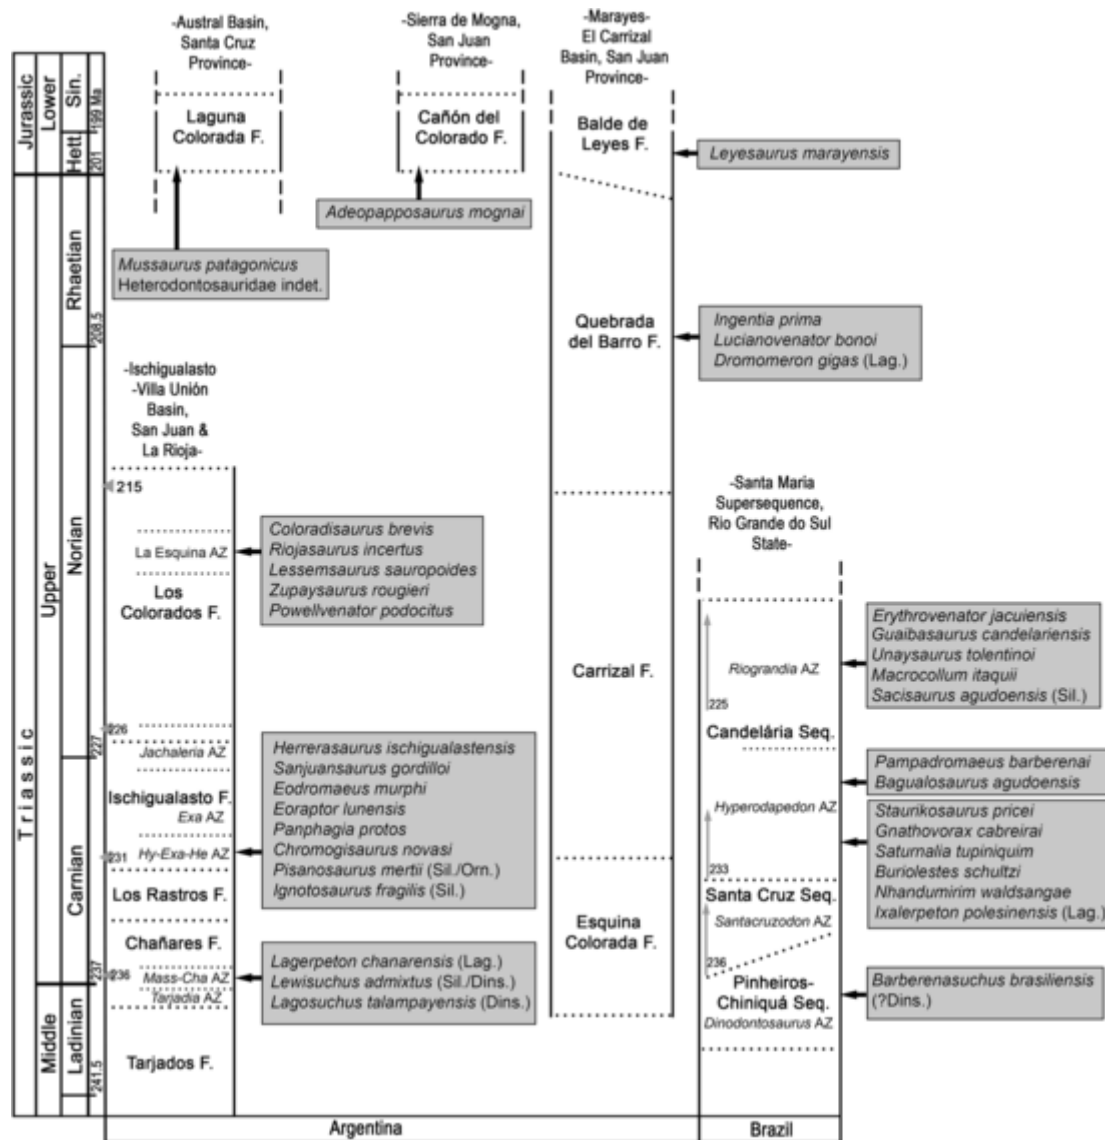 -Austral Basin,
Santa Cruz
Province-
-Sierra de Mogna,
San Juan
Province-
-Marayes-
El Carrizal
Basin, San Juan
Province-
Jurassic
Lower
Sin.
199 Ma
Hett.
201
Laguna
Colorada F.
Cañón del
Colorado F.
Balde de
Leyes F.
Leyesaurus marayensis
Adeopapposaurus mognai
Mussaurus patagonicus
Heterodontosauridae indet.
Triassic
Upper
Rhaetian
208.5
Quebrada
del Barro F.
Ingentia prima
Lucianovenator bonoi
Dromomeron gigas (Lag.)
-Ischigualasto
-Villa Unión
Basin,
San Juan &
La Rioja-
-Santa Maria
Supersequence,
Rio Grande do Sul
State-
Norian
227
215
La Esquina AZ
Los
Colorados F.
226
Jachaleria AZ
Coloradisaurus brevis
Riojasaurus incertus
Lessemsaurus sauropoides
Zupaysaurus rougieri
Powellvenator podocitus
Carrizal F.
Riograndia AZ
225
Candelária Seq.
Erythrovenator jacuiensis
Guaibasaurus candelariensis
Unaysaurus tolentinoi
Macrocollum itaquii
Sacisaurus agudoensis (Sil.)
Carnian
237
Ischigualasto F.
Exa AZ
231
Hy-Exa-He AZ
Los Rastros F.
Chañares F.
236
Mass-Cha AZ
Tarjadia AZ
Herrerasaurus ischigualastensis
Sanjuansaurus gordilloi
Eodromaeus murphi
Eoraptor lunensis
Panphagia protos
Chromogisaurus novasi
Pisanosaurus mertii (Sil./Orn.)
Ignotosaurus fragilis (Sil.)
Lagerpeton chanarensis (Lag.)
Lewisuchus admixtus (Sil./Dins.)
Lagosuchus talampayensis (Dins.)
Esquina
Colorada F.
Hyperodapedon AZ
233
Santa Cruz Seq.
Santacruzodon AZ
236
Pinheiros-
Chiniquá Seq.
Dinodontosaurus AZ
Pampadromaeus barberenai
Bagualosaurus agudoensis
Staurikosaurus pricei
Gnathovorax cabreirai
Saturnalia tupiniquim
Buriolestes schultzi
Nhandumirim waldsangae
Ixalerpeton polesinensis (Lag.)
Barberenasuchus brasiliensis
(?Dins.)
Middle
Ladinian
241.5
Tarjados F.
Argentina
Brazil